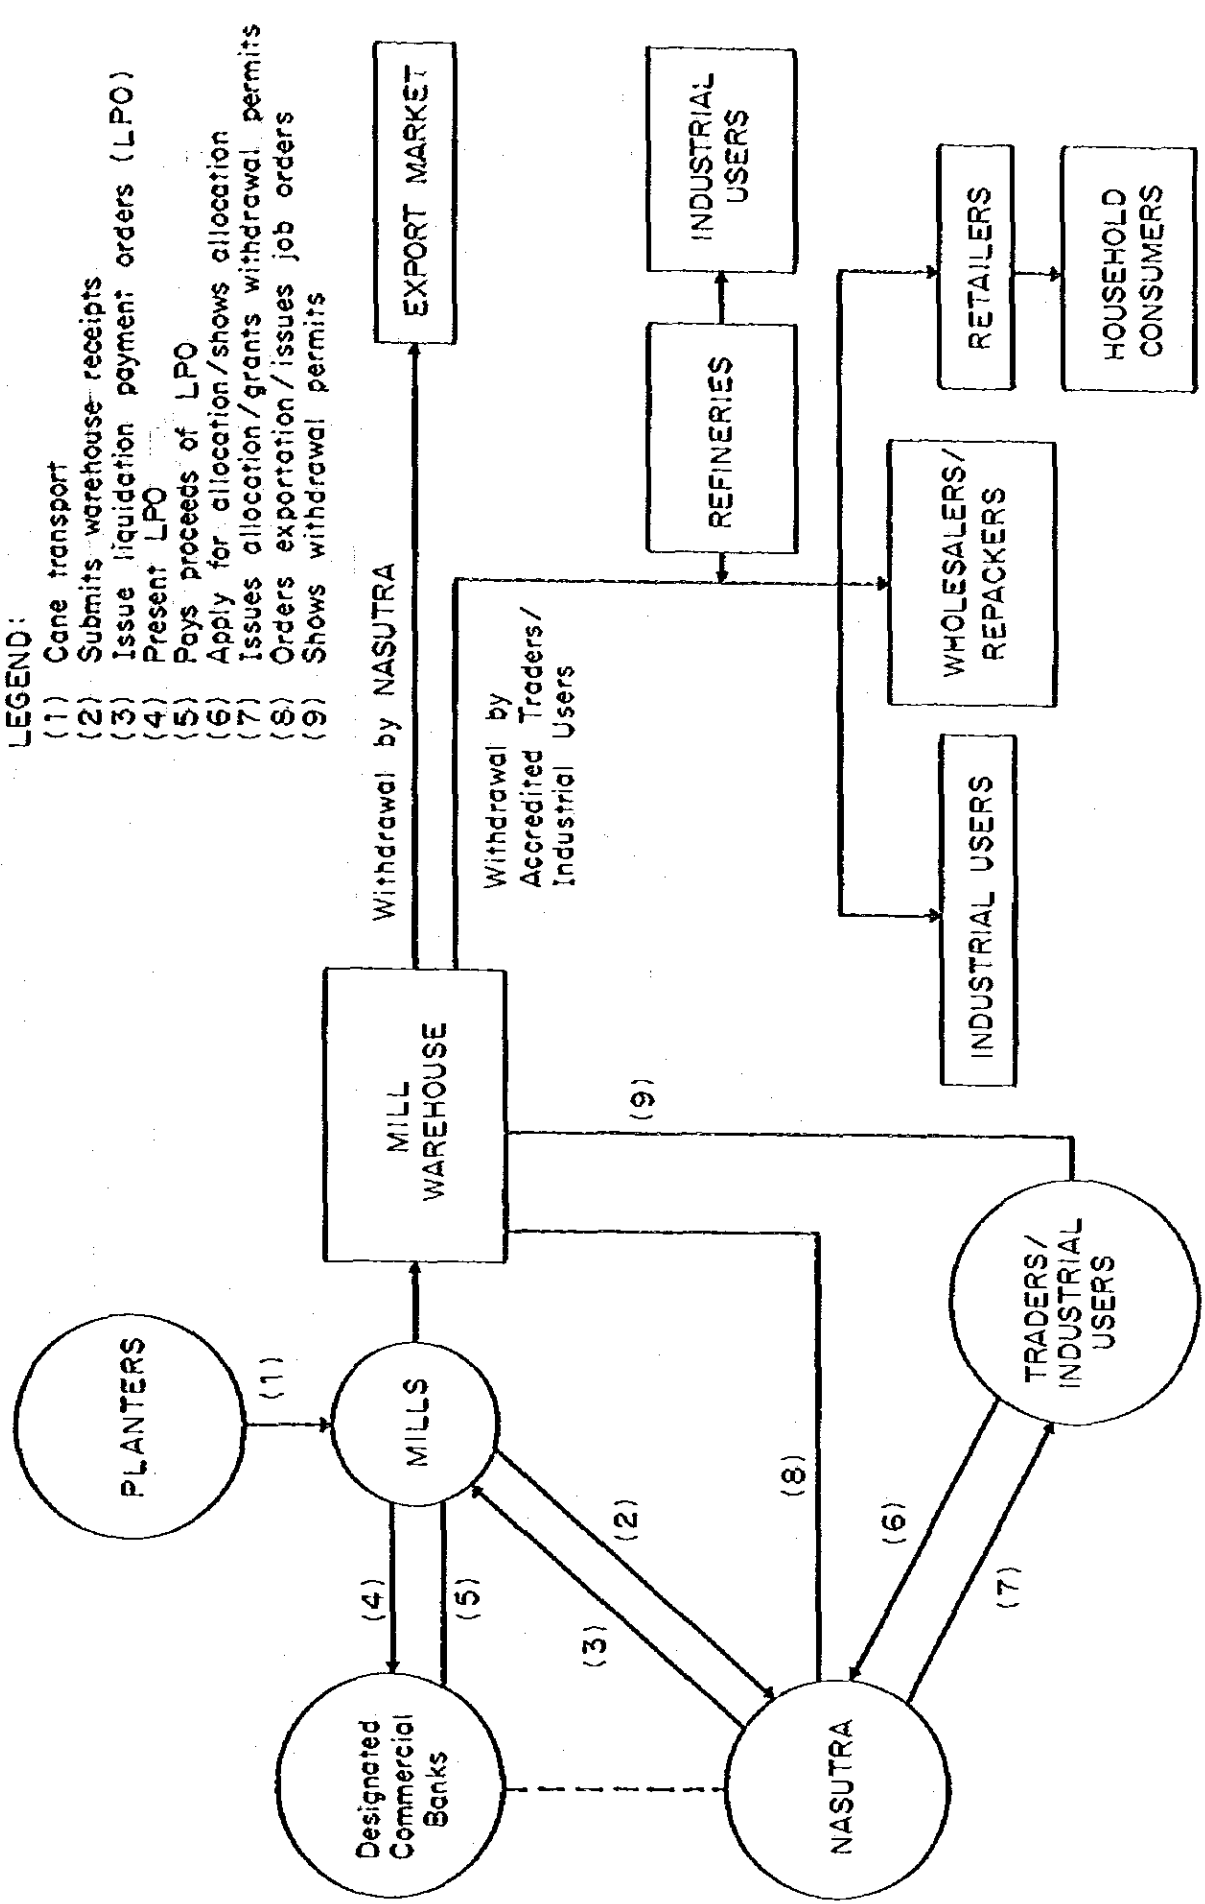 LEGEND:
(1) Cane transport
(2) Submits warehouse receipts
(3) Issue liquidation payment orders (LPO)
(4) Present LPO
(5) Pays proceeds of LPO
(6) Apply for allocation/shows allocation
(7) Issues allocation/grants withdrawal permits
(8) Orders exportation/issues job orders
(9) Shows withdrawal permits
PLANTERS
(1)
MILLS
(4)
(5)
Designated
Commercial
Banks
(3)
(2)
NASUTRA
(8)
(6)
(7)
TRADERS/
INDUSTRIAL
USERS
(9)
MILL
WAREHOUSE
Withdrawal by NASUTRA
EXPORT MARKET
Withdrawal by
Accredited Traders/
Industrial Users
REFINERIES
INDUSTRIAL
USERS
INDUSTRIAL USERS
WHOLESALERS/
REPACKERS
RETAILERS
HOUSEHOLD
CONSUMERS